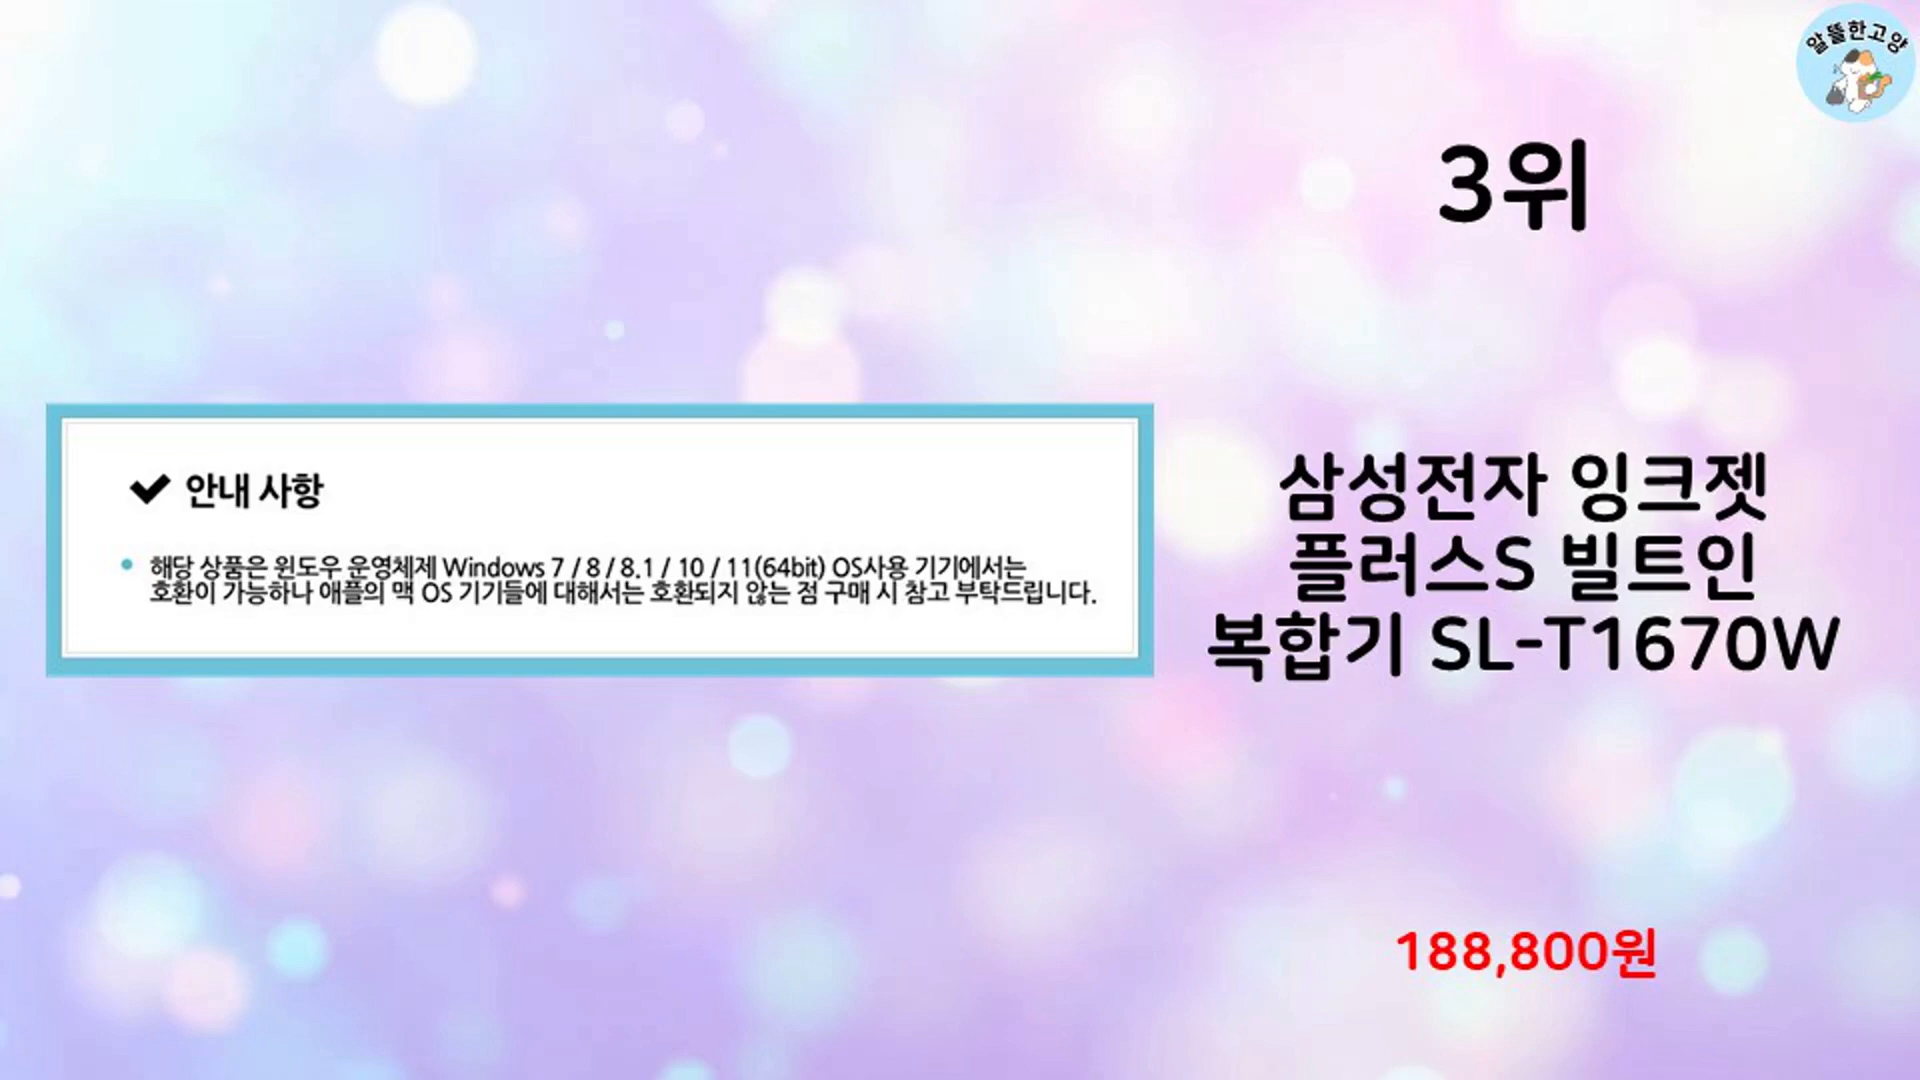 알뜰한고양
3위
✔ 안내 사항
• 해당 상품은 윈도우 운영체제 Windows 7 / 8 / 8.1 / 10 / 11(64bit) OS사용 기기에서는
호환이 가능하나 애플의 맥 OS 기기들에 대해서는 호환되지 않는 점 구매 시 참고 부탁드립니다.
삼성전자 잉크젯
플러스S 빌트인
복합기 SL-T1670W
188,800원